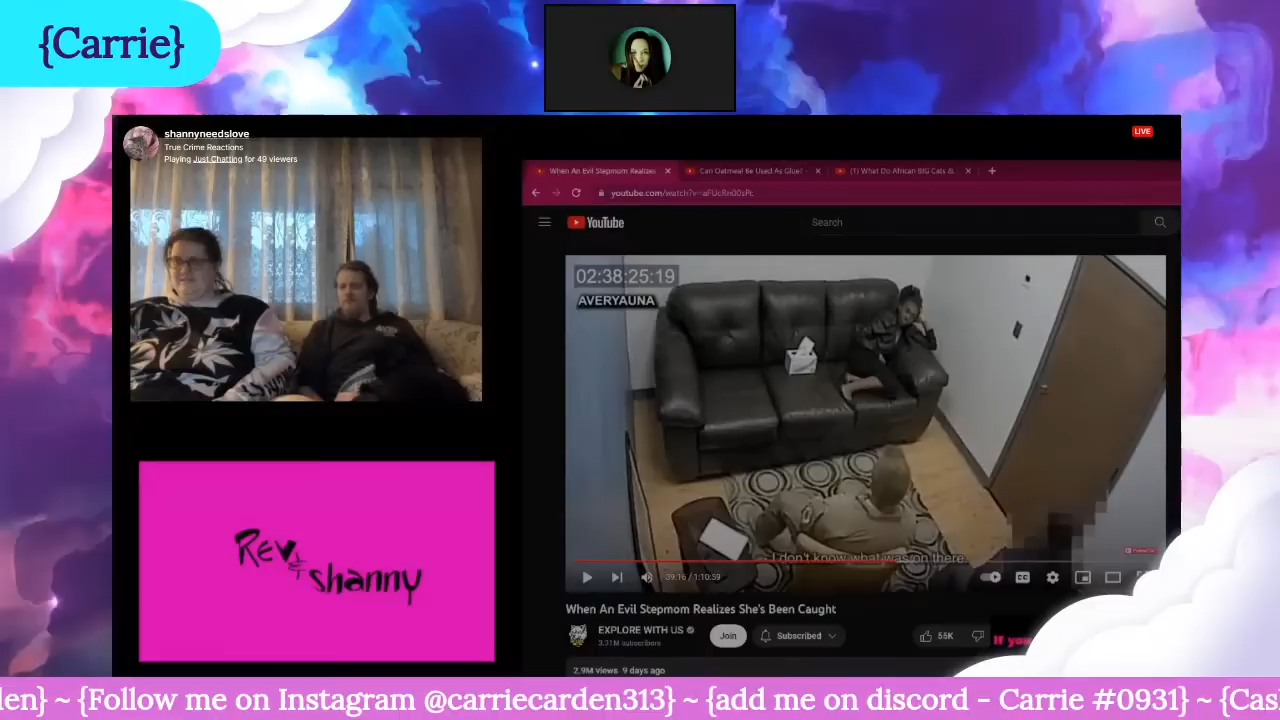 {Carrie}
shannyneedslove
True Crime Reactions
Playing Just Chatting for 49 viewers
LIVE
When An Evil Stepmom Realizes
Can Oatmeal Be Used As Glue?
(1) What Do African BIG Cats &
youtube.com/watch?v=
YouTube
Search
02:38:25:19
AVERYAUNA
I don't know what was on there.
39:16 / 1:10:59
When An Evil Stepmom Realizes She's Been Caught
EXPLORE WITH US
3.31M subscribers
Join
Subscribed
55K
If you
2.9M views 9 days ago
Rev & shanny
len} ~ {Follow me on Instagram @carriecarden313} ~ {add me on discord - Carrie #0931} ~ {Cas